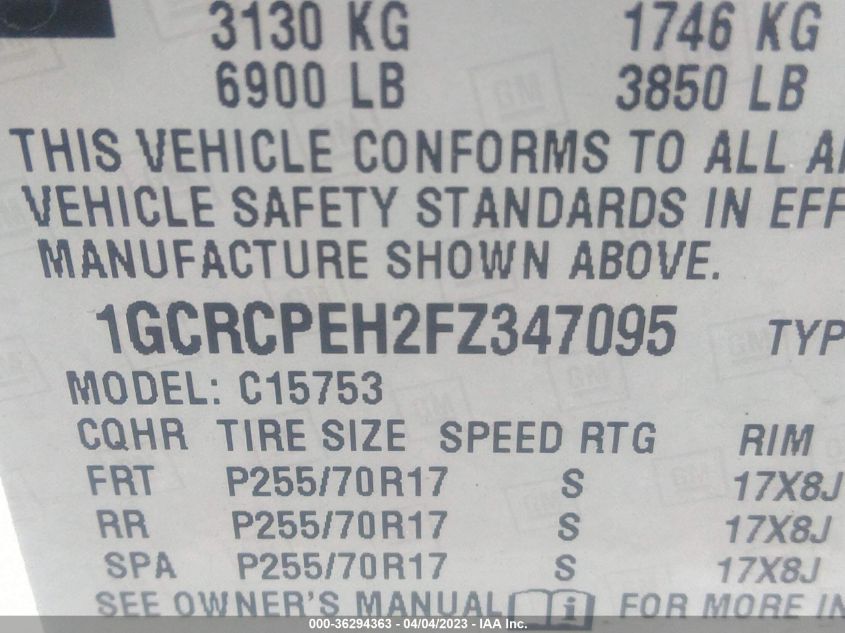 3130 KG 1746 KG
6900 LB 3850 LB
THIS VEHICLE CONFORMS TO ALL
VEHICLE SAFETY STANDARDS IN EFF
MANUFACTURE SHOWN ABOVE.
1GCRCPEH2FZ347095 TYP
MODEL: C15753
CQHR TIRE SIZE SPEED RTG RIM
FRT P255/70R17 S 17X8J
RR P255/70R17 S 17X8J
SPA P255/70R17 S 17X8J
SEE OWNER'S MANUAL i FOR MORE IN
000-36294363 - 04/04/2023 - IAA Inc.